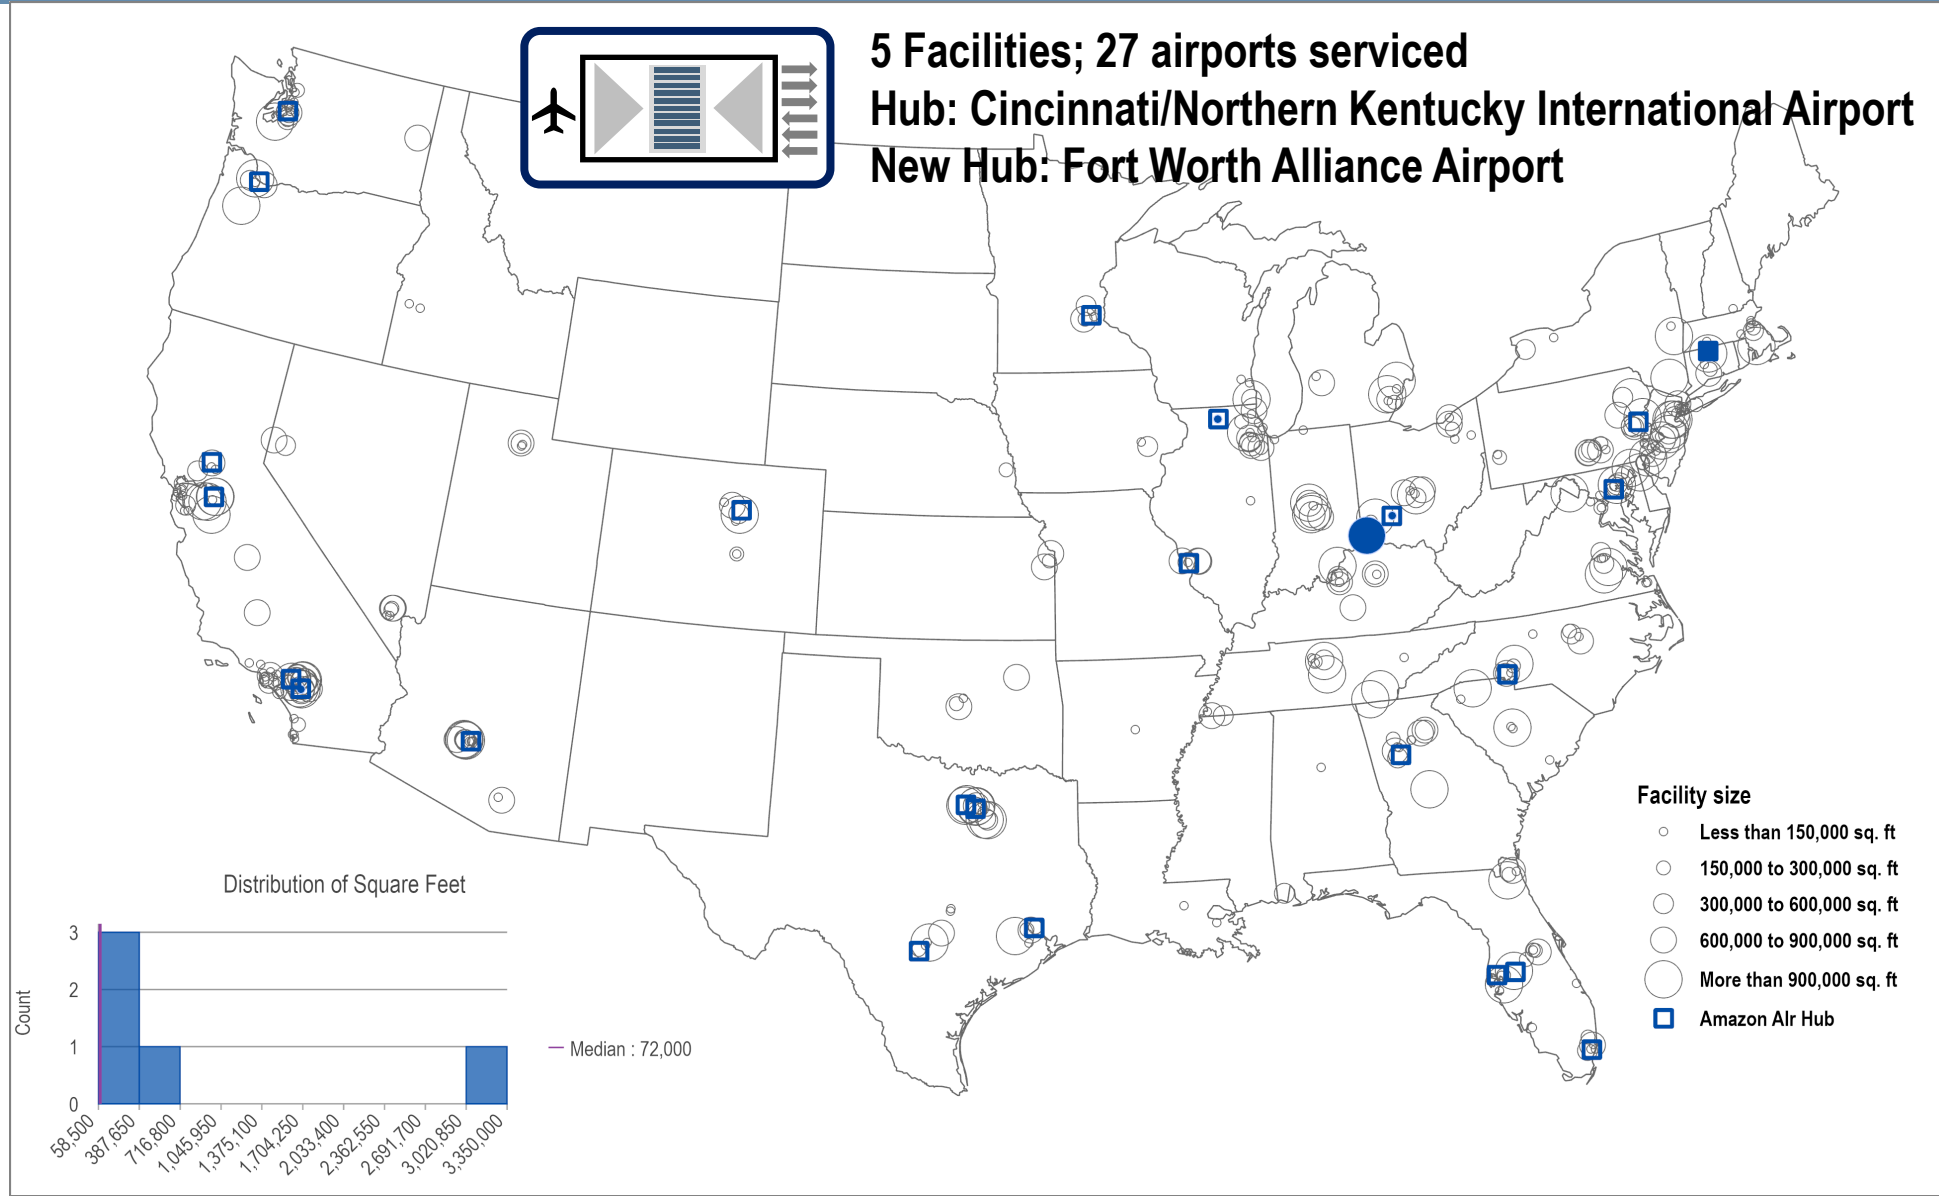 5 Facilities; 27 airports serviced
Hub: Cincinnati/Northern Kentucky International Airport
New Hub: Fort Worth Alliance Airport
Facility size
Less than 150,000 sq. ft
150,000 to 300,000 sq. ft
300,000 to 600,000 sq. ft
600,000 to 900,000 sq. ft
More than 900,000 sq. ft
Amazon Air Hub
Distribution of Square Feet
Count
3
2
1
0
58,500
387,650
716,800
1,045,950
1,375,100
1,704,250
2,033,400
2,362,550
2,691,700
3,020,850
3,350,000
Median : 72,000